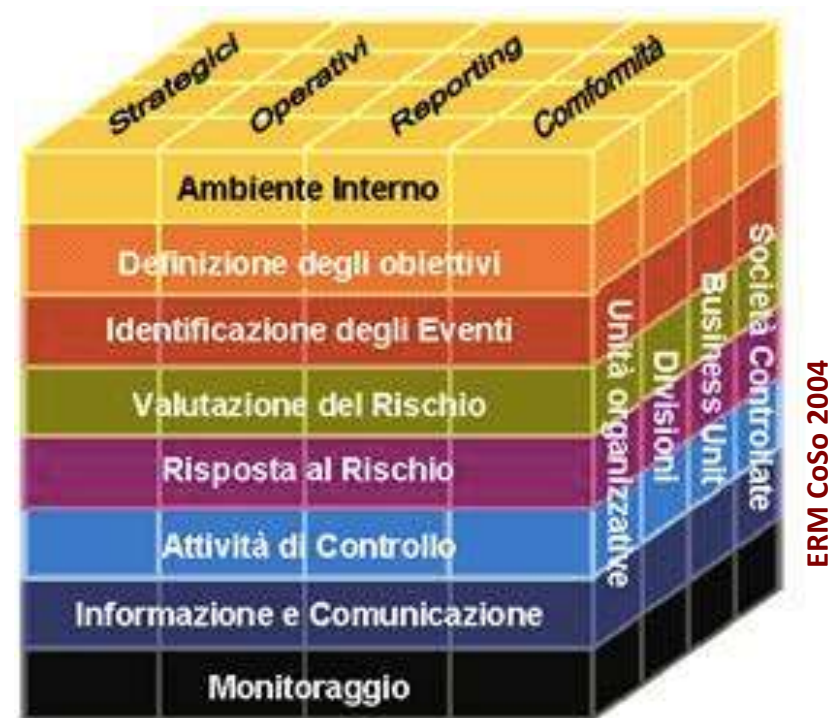 Strategici
Operativi
Reporting
Comformità
Ambiente Interno
Definizione degli obiettivi
Identificazione degli Eventi
Valutazione del Rischio
Risposta al Rischio
Attività di Controllo
Informazione e Comunicazione
Monitoraggio
Unità organizzative
Divisioni
Business Unit
Società Controllate
ERM CoSo 2004